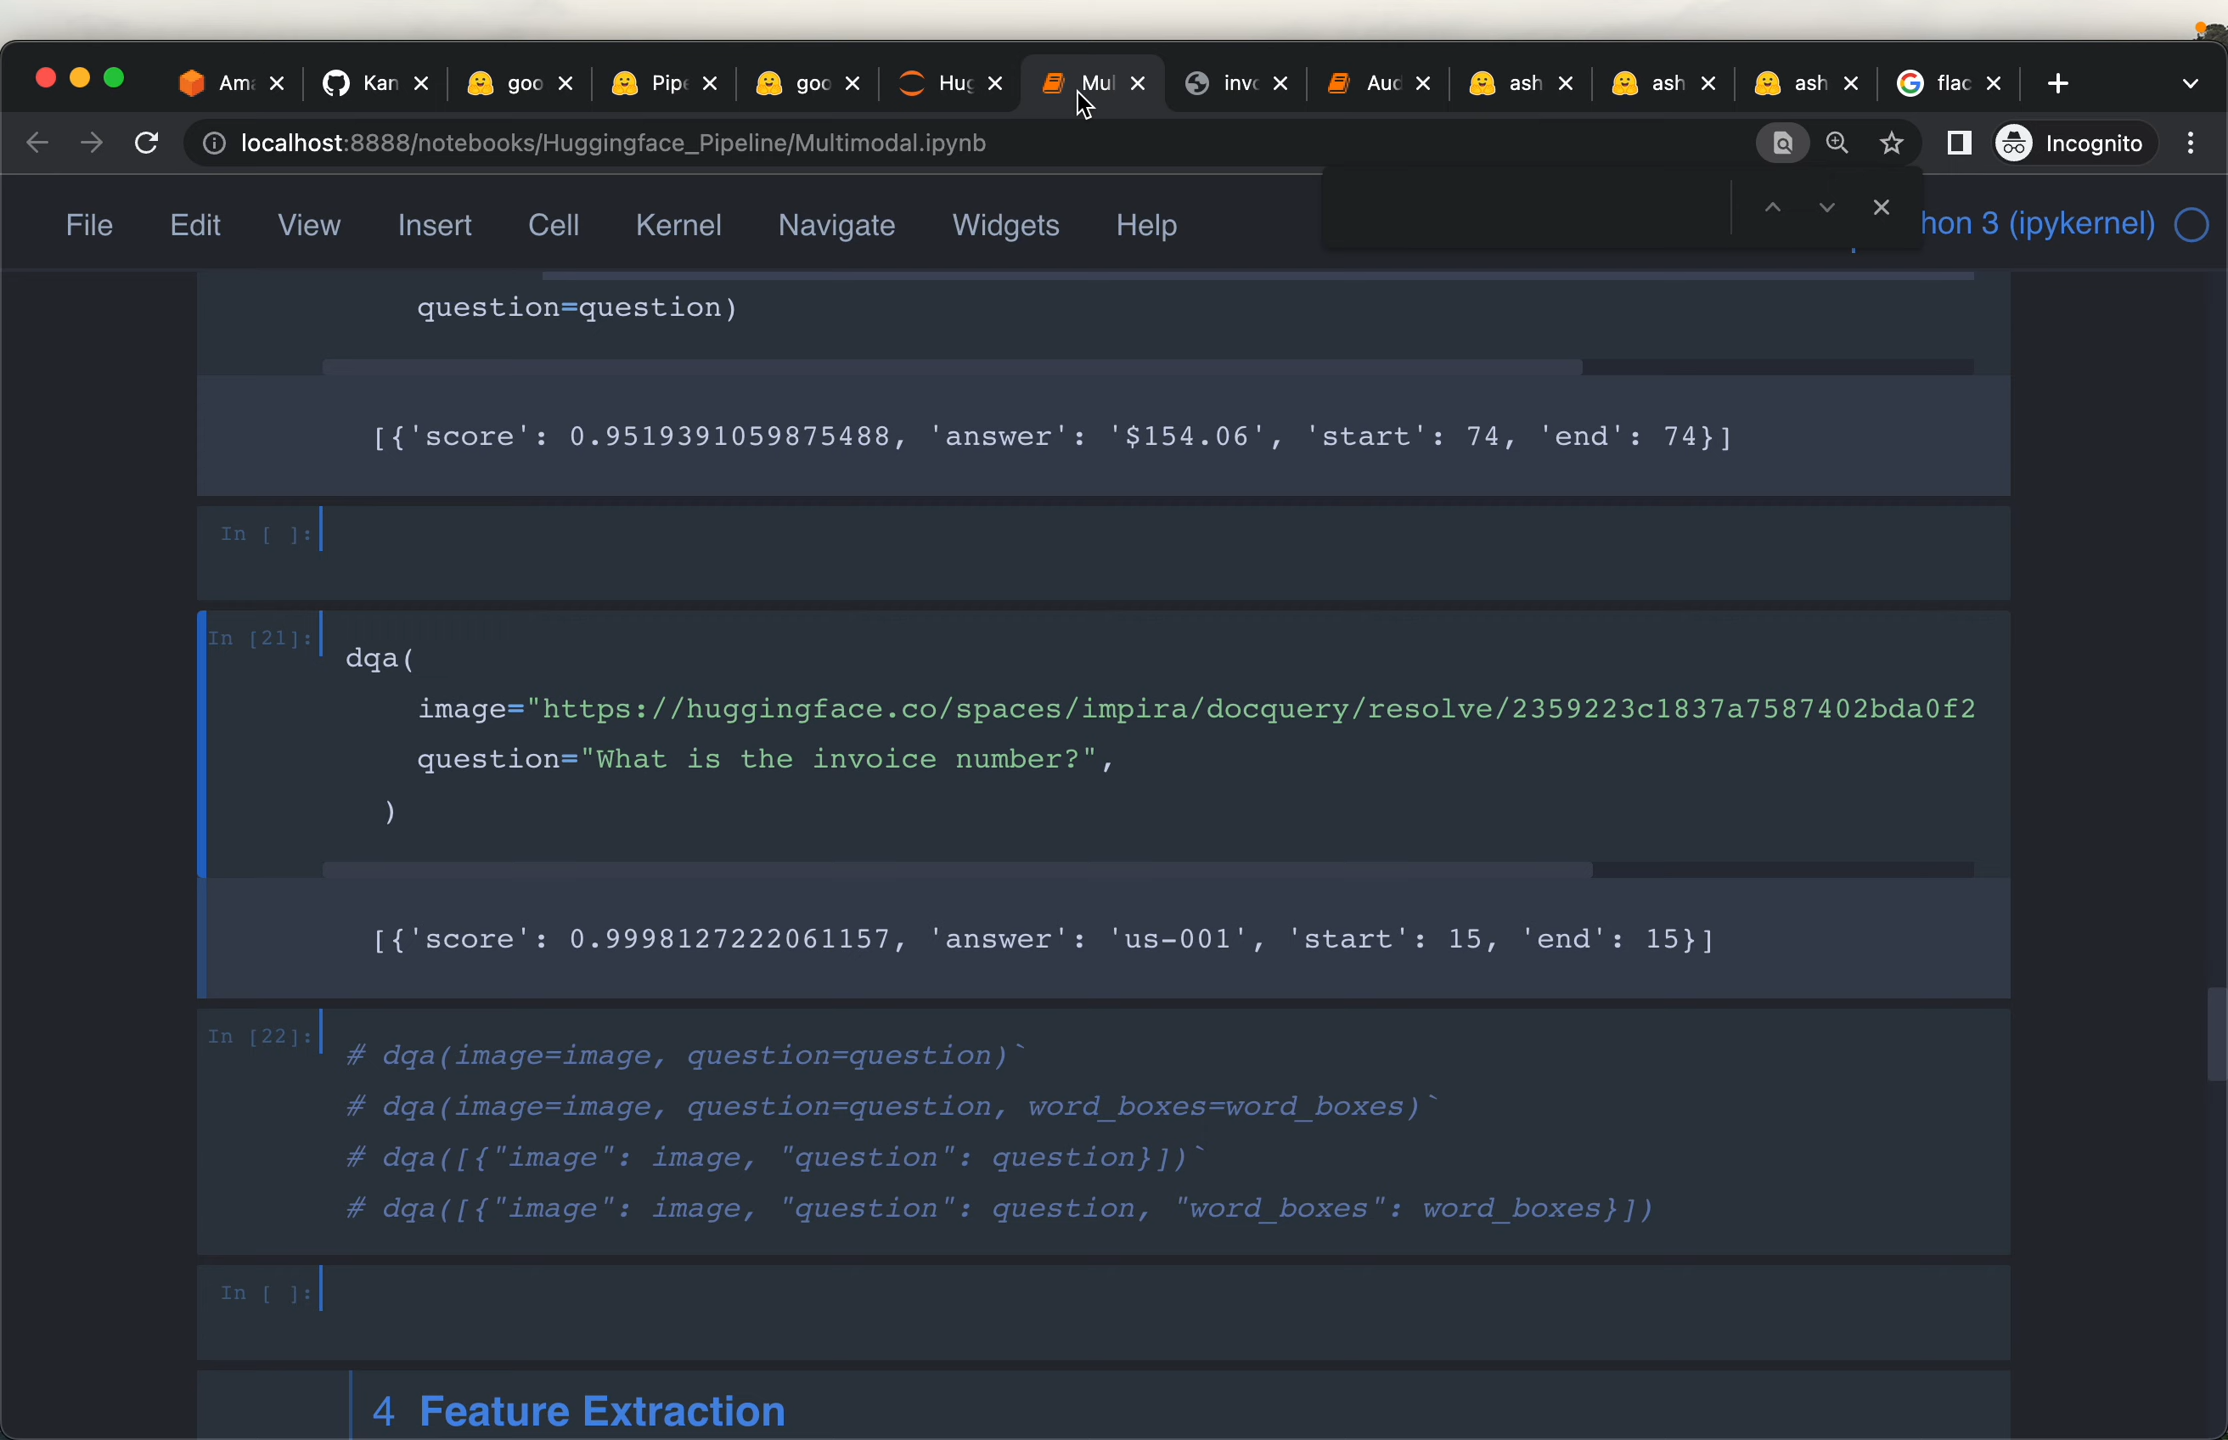 Ama
Kan
goo
Pipe
goo
Hug
Mul
invo
Aud
ash
ash
ash
flac
localhost:8888/notebooks/Huggingface_Pipeline/Multimodal.ipynb
Incognito
File Edit View Insert Cell Kernel Navigate Widgets Help
hon 3 (ipykernel)
question=question)
[{'score': 0.9519391059875488, 'answer': '$154.06', 'start': 74, 'end': 74}]
In [ ]:
In [21]:
dqa(
image="https://huggingface.co/spaces/impira/docquery/resolve/2359223c1837a7587402bda0f2
question="What is the invoice number?",
)
[{'score': 0.9998127222061157, 'answer': 'us-001', 'start': 15, 'end': 15}]
In [22]:
# dqa(image=image, question=question)`
# dqa(image=image, question=question, word_boxes=word_boxes)`
# dqa([{"image": image, "question": question}])`
# dqa([{"image": image, "question": question, "word_boxes": word_boxes}])
In [ ]:
4 Feature Extraction